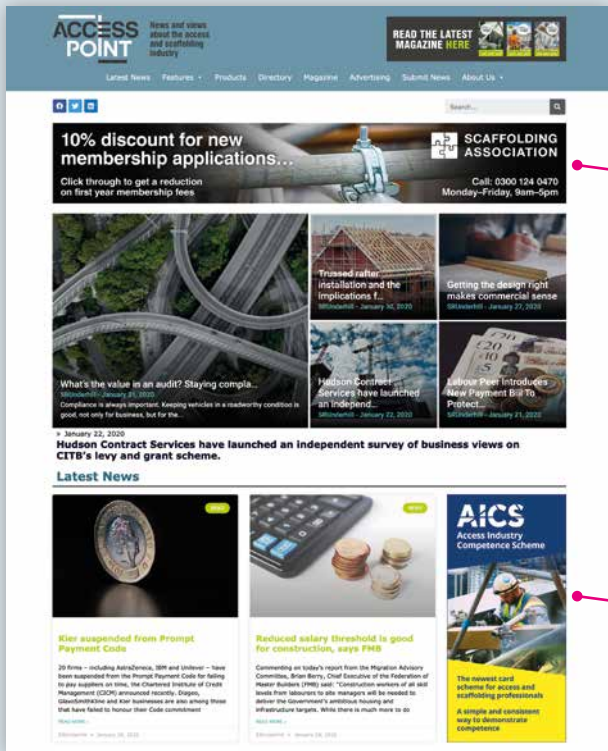 ACCESS
POINT
News and views
about the access
and scaffolding
industry
READ THE LATEST
MAGAZINE HERE
Latest News Features Products Directory Magazine Advertising Submit News About Us
Search...
10% discount for new
membership applications...
Click through to get a reduction
on first year membership fees
SCAFFOLDING
ASSOCIATION
Call: 0300 124 0470
Monday–Friday, 9am–5pm
What's the value in an audit? Staying compla...
SRUnderhill - January 31, 2020
Compliance is always important. Keeping vehicles in a roadworthy condition is
good, not only for business, but for the...
Trussed rafter
installation and the
implications f...
SRUnderhill - January 30, 2020
Getting the design right
makes commercial sense
SRUnderhill - January 27, 2020
Hudson Contract
Services have launched
an independ...
SRUnderhill - January 22, 2020
£20
£10
£5
Labour Peer Introduces
New Payment Bill To
Protect...
SRUnderhill - January 21, 2020
» January 22, 2020
Hudson Contract Services have launched an independent survey of business views on
CITB's levy and grant scheme.
Latest News
NEWS
Kier suspended from Prompt
Payment Code
20 firms – including AstraZeneca, IBM and Unilever – have
been suspended from the Prompt Payment Code for failing
to pay suppliers on time, the Chartered Institute of Credit
Management (CICM) announced recently. Diageo,
GlaxoSmithKline and Kier businesses are also among those
that have failed to honour their Code commitment
READ MORE »
NEWS
Reduced salary threshold is good
for construction, says FMB
Commenting on today's report from the Migration Advisory
Committee, Brian Berry, Chief Executive of the Federation of
Master Builders (FMB) said: "Construction workers of all skill
levels from labourers to site managers will be needed to
deliver the Government's ambitious housing and
infrastructure targets. While there is much more to do
READ MORE »
AICS
Access Industry
Competence Scheme
The newest card
scheme for access and
scaffolding professionals
A simple and consistent
way to demonstrate
competence